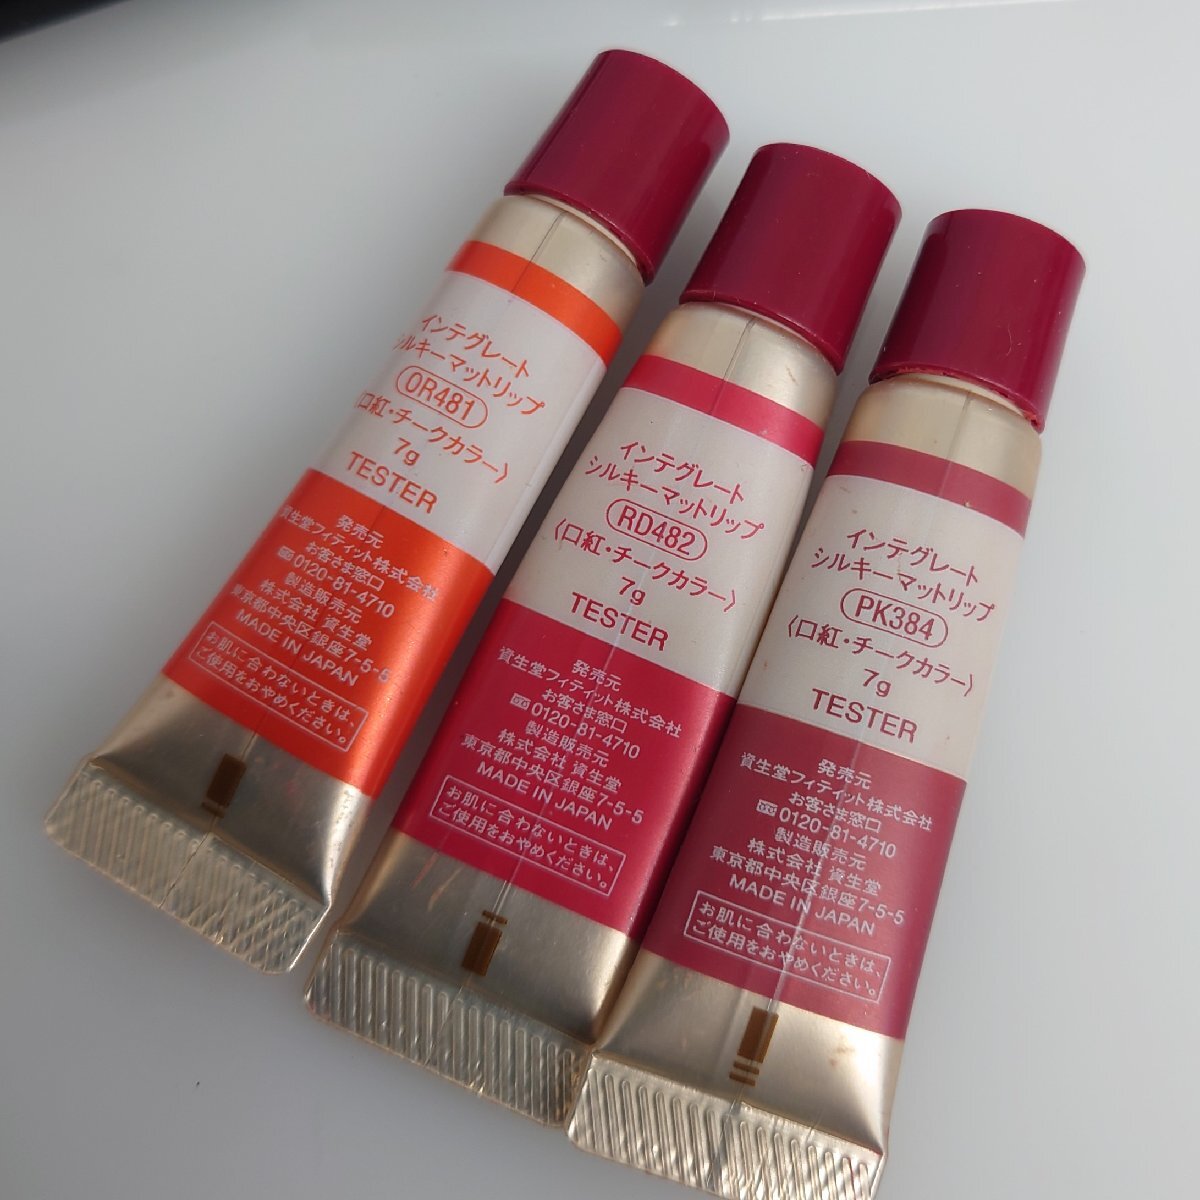 インテグレート
シルキーマットリップ
OR481
〈口紅・チークカラー〉
7g
TESTER
発売元
資生堂フィティット株式会社
お客さま窓口
0120-81-4710
製造販売元
株式会社 資生堂
東京都中央区銀座7-5-5
MADE IN JAPAN
お肌に合わないときは、
ご使用をおやめください。
インテグレート
シルキーマットリップ
RD482
〈口紅・チークカラー〉
7g
TESTER
発売元
資生堂フィティット株式会社
お客さま窓口
0120-81-4710
製造販売元
株式会社 資生堂
東京都中央区銀座7-5-5
MADE IN JAPAN
お肌に合わないときは、
ご使用をおやめください。
インテグレート
シルキーマットリップ
PK384
〈口紅・チークカラー〉
7g
TESTER
発売元
資生堂フィティット株式会社
お客さま窓口
0120-81-4710
製造販売元
株式会社 資生堂
東京都中央区銀座7-5-5
MADE IN JAPAN
お肌に合わないときは、
ご使用をおやめください。